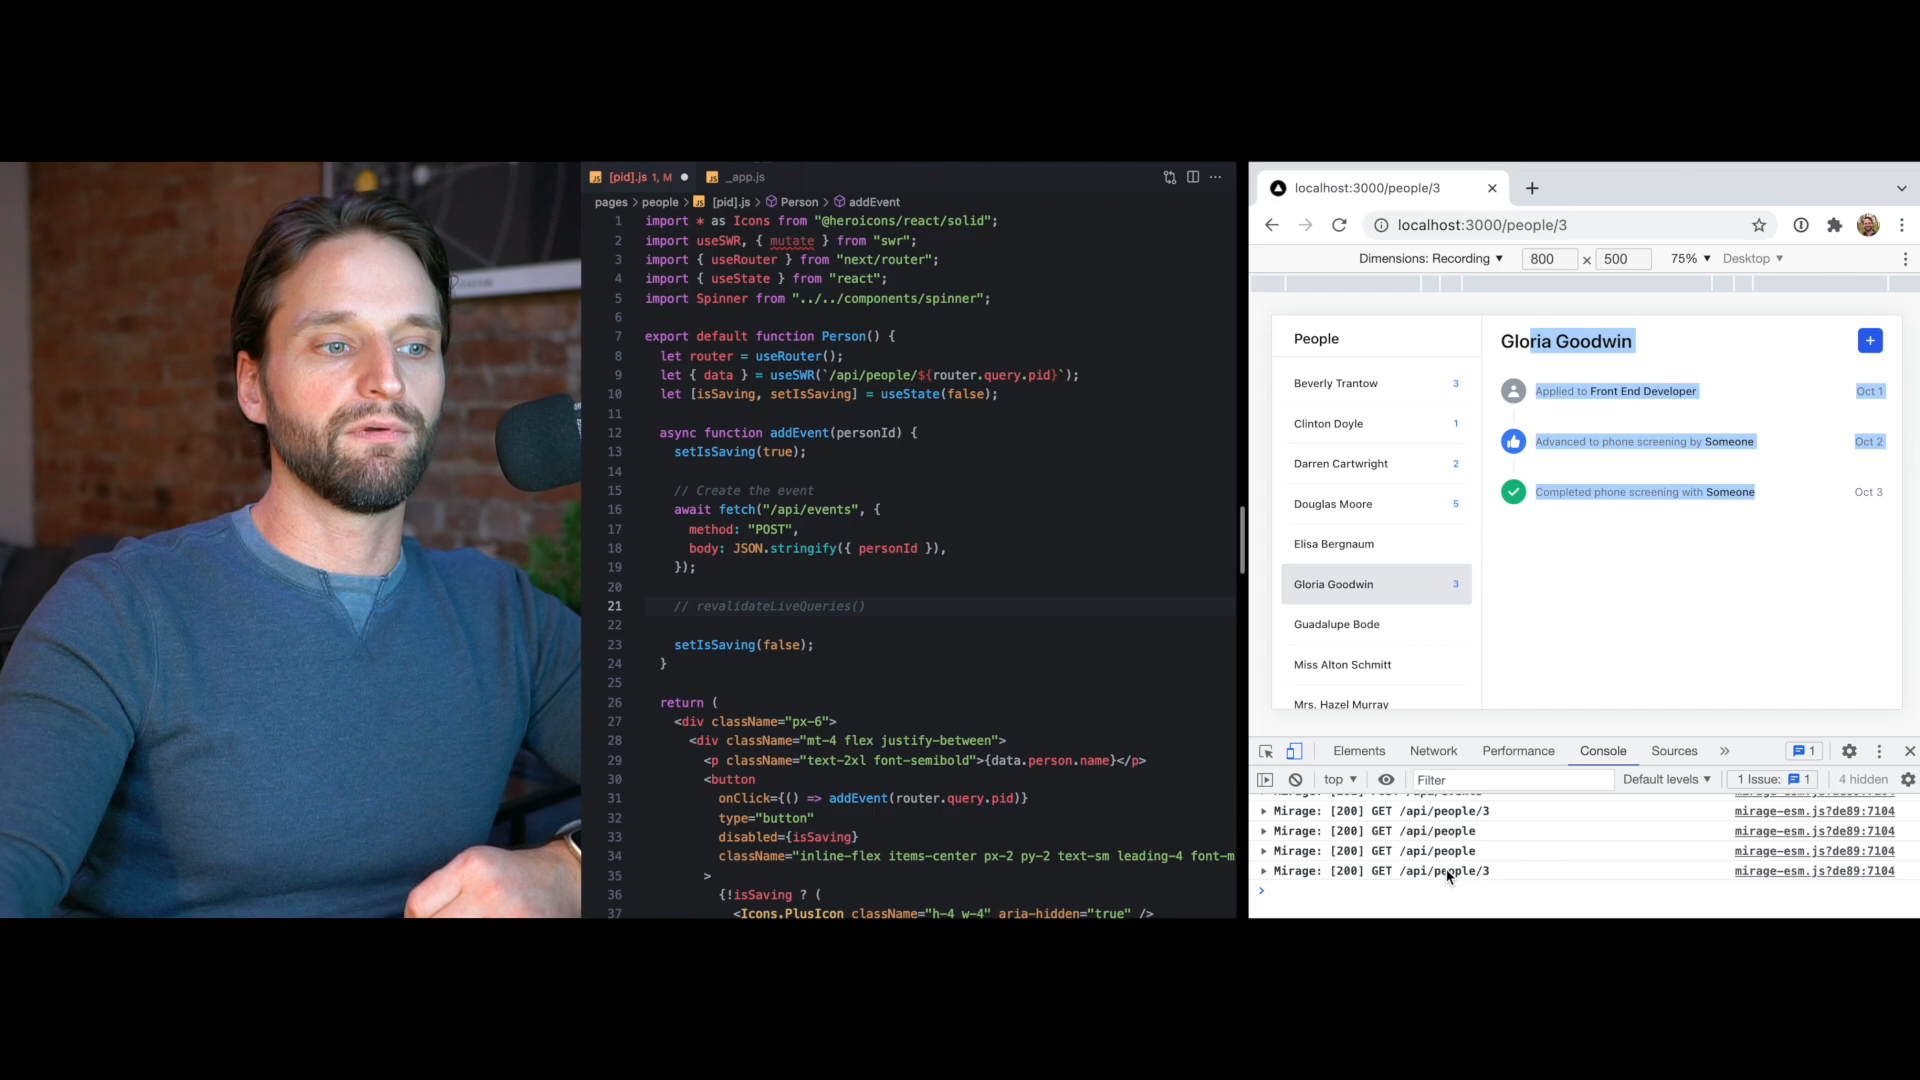 [pid].js 1, M
_app.js
pages > people > [pid].js > Person > addEvent
1 import * as Icons from "@heroicons/react/solid";
2 import useSWR, { mutate } from "swr";
3 import { useRouter } from "next/router";
4 import { useState } from "react";
5 import Spinner from "../../components/spinner";
6
7 export default function Person() {
8 let router = useRouter();
9 let { data } = useSWR(`/api/people/${router.query.pid}`);
10 let [isSaving, setIsSaving] = useState(false);
11
12 async function addEvent(personId) {
13 setIsSaving(true);
14
15 // Create the event
16 await fetch("/api/events", {
17 method: "POST",
18 body: JSON.stringify({ personId }),
19 });
20
21 // revalidateLiveQueries()
22
23 setIsSaving(false);
24 }
25
26 return (
27 <div className="px-6">
28 <div className="mt-4 flex justify-between">
29 <p className="text-2xl font-semibold">{data.person.name}</p>
30 <button
31 onClick={() => addEvent(router.query.pid)}
32 type="button"
33 disabled={isSaving}
34 className="inline-flex items-center px-2 py-2 text-sm leading-4 font-m
35 >
36 {!isSaving ? (
37 <Icons.PlusIcon className="h-4 w-4" aria-hidden="true" />
localhost:3000/people/3
localhost:3000/people/3
Dimensions: Recording 800 × 500 75% Desktop
People
Beverly Trantow 3
Clinton Doyle 1
Darren Cartwright 2
Douglas Moore 5
Elisa Bergnaum
Gloria Goodwin 3
Guadalupe Bode
Miss Alton Schmitt
Mrs. Hazel Murray
Gloria Goodwin
Applied to Front End Developer Oct 1
Advanced to phone screening by Someone Oct 2
Completed phone screening with Someone Oct 3
Elements Network Performance Console Sources 1
top Filter Default levels 1 Issue: 1 4 hidden
Mirage: [200] GET /api/people/3 mirage-esm.js?de89:7104
Mirage: [200] GET /api/people mirage-esm.js?de89:7104
Mirage: [200] GET /api/people mirage-esm.js?de89:7104
Mirage: [200] GET /api/people/3 mirage-esm.js?de89:7104